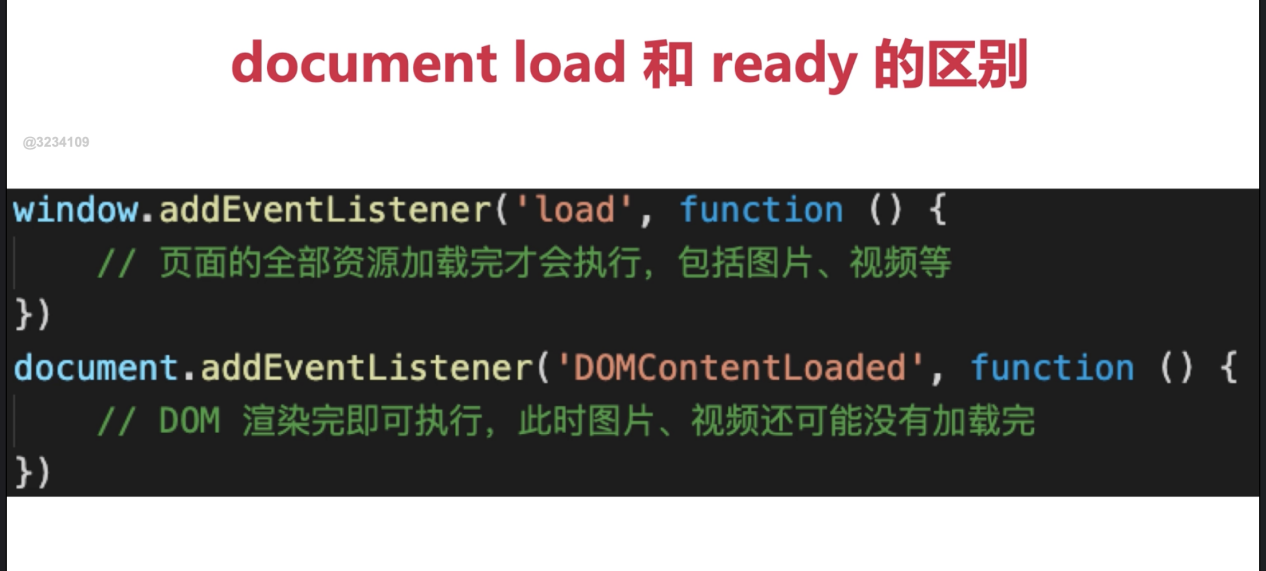 document load 和 ready 的区别
@3234109
window.addEventListener('load', function () {
// 页面的全部资源加载完才会执行，包括图片、视频等
})
document.addEventListener('DOMContentLoaded', function () {
// DOM 渲染完即可执行，此时图片、视频还可能没有加载完
})